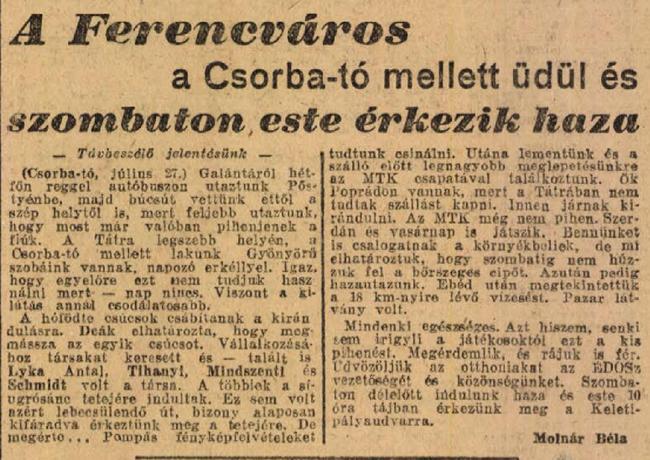 A Ferencváros
a Csorba-tó mellett üdül és
szombaton este érkezik haza
— Távbeszélő jelentésünk —
(Csorba-tó, július 27.) Galántáról hét-
főn reggel autóbuszon utaztunk Pös-
tyénbe, majd búcsút vettünk ettől a
szép helytől is, mert feljebb utaztunk,
hogy most már valóban pihenjenek a
fiúk. A Tátra legszebb helyén, a
Csorba-tó mellett lakunk Gyönyörű
szobáink vannak, napozó erkéllyel. Igaz,
hogy egyelőre ezt nem tudjuk hasz
nálni mert — nap nincs. Viszont a ki-
látás annál csodálatosabb.
A hófödte csúcsok csábítanak a kirán
dulásra. Deák elhatározta, hogy meg-
mássza az egyik csúcsot. Vállalkozásá-
hoz társakat keresett és — talált is
Lyka Antal, Tihanyi, Mindszenti és
Schmidt volt a társa. A többiek a sí-
ugrósánc tetejére indultak. Ez sem volt
azért lebecsülendő út, bizony alaposan
kifáradva érkeztünk meg a tetejére. De
megérte... Pompás fényképfelvételeket
tudtunk csinálni. Utána lementünk és a
szálló előtt legnagyobb meglepetésünkre
az MTK csapatával találkoztunk. Ők
Popradón vannak, mert a Tátrában nem
tudtak szállást kapni. Innen járnak ki-
rándulni. Az MTK még nem pihen. Szer-
dán és vasárnap is játszik. Bennünket
is csalogatnak a környékbeliek, de mi
elhatároztuk, hogy szombatig nem húz-
zuk fel a bőrszeges cipőt. Azután pedig
hazautazunk. Ebéd után megtekintettük
a 18 km-nyire lévő vízesést. Pazar lát-
vány volt.
Mindenki egészséges. Azt hiszem, senki
sem irigyli a játékosoktól ezt a kis
pihenést. Megérdemlik, és rájuk is fér.
Üdvözöljük az otthoniakat az ÉDOSz
vezetőségét és közönségünket. Szomba-
ton délelőtt indulunk haza és este 10
óra tájban érkezünk meg a Keleti-
pályaudvarra.
Molnár Béla